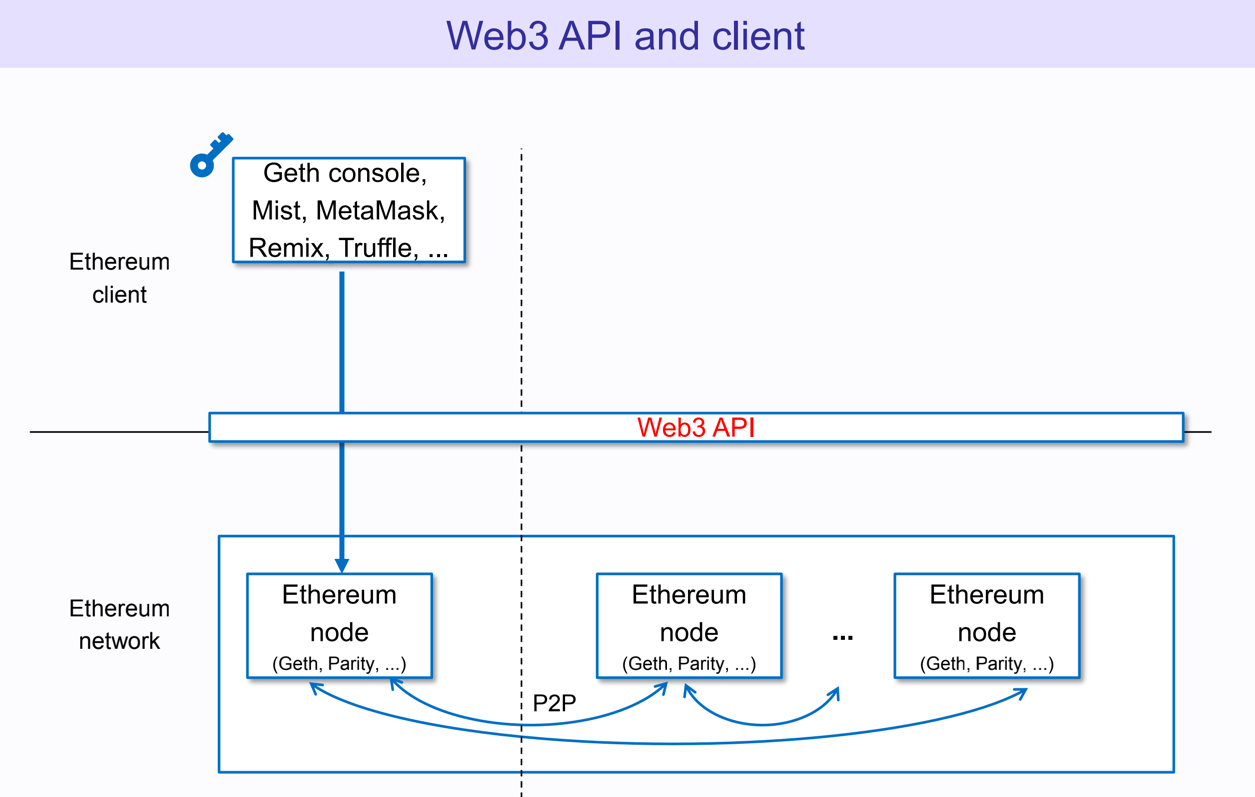 Web3 API and client
Geth console,
Mist, MetaMask,
Remix, Truffle, ...
Ethereum
client
Web3 API
Ethereum
network
Ethereum
node
(Geth, Parity, ...)
Ethereum
node
(Geth, Parity, ...)
...
Ethereum
node
(Geth, Parity, ...)
P2P